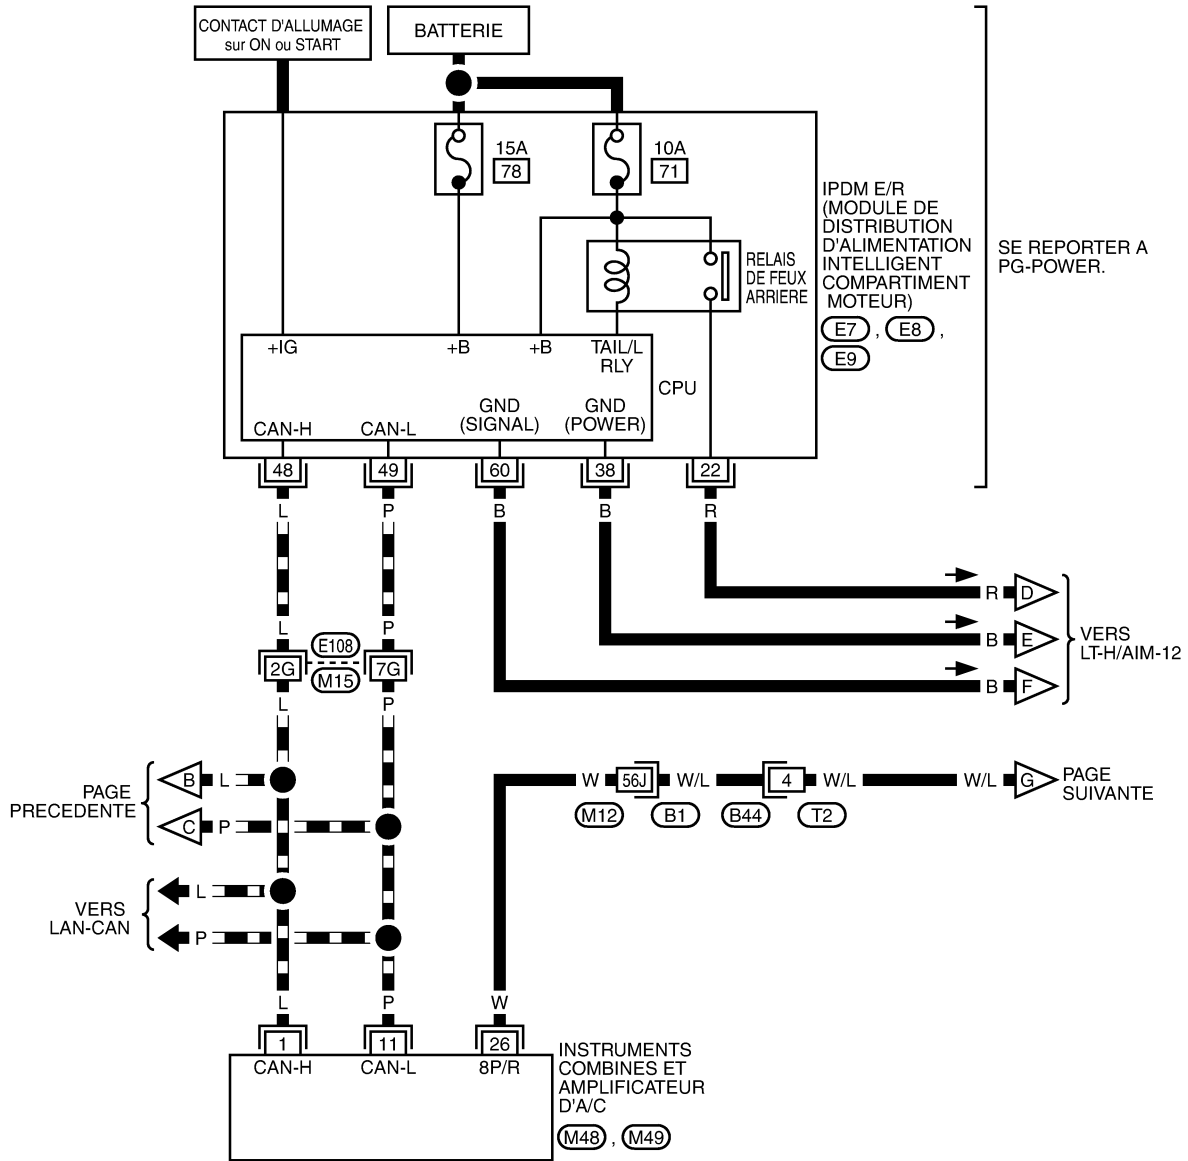 CONTACT D'ALLUMAGE
sur ON ou START
BATTERIE
15A
78
10A
71
IPDM E/R
(MODULE DE
DISTRIBUTION
D'ALIMENTATION
INTELLIGENT
COMPARTIMENT
MOTEUR)
E7 , E8 ,
E9
SE REPORTER A
PG-POWER.
RELAIS
DE FEUX
ARRIERE
+IG
+B
+B
TAIL/L
RLY
CPU
CAN-H
CAN-L
GND
(SIGNAL)
GND
(POWER)
48
49
60
38
22
L
P
B
B
R
R
D
B
E
B
F
VERS
LT-H/AIM-12
L
P
2G
E108
M15
7G
L
P
PAGE
PRECEDENTE
B
L
C
P
W
56J
W/L
4
W/L
W/L
G
PAGE
SUIVANTE
M12
B1
B44
T2
VERS
LAN-CAN
L
P
L
P
W
1
11
26
CAN-H
CAN-L
8P/R
INSTRUMENTS
COMBINES ET
AMPLIFICATEUR
D'A/C
M48 , M49